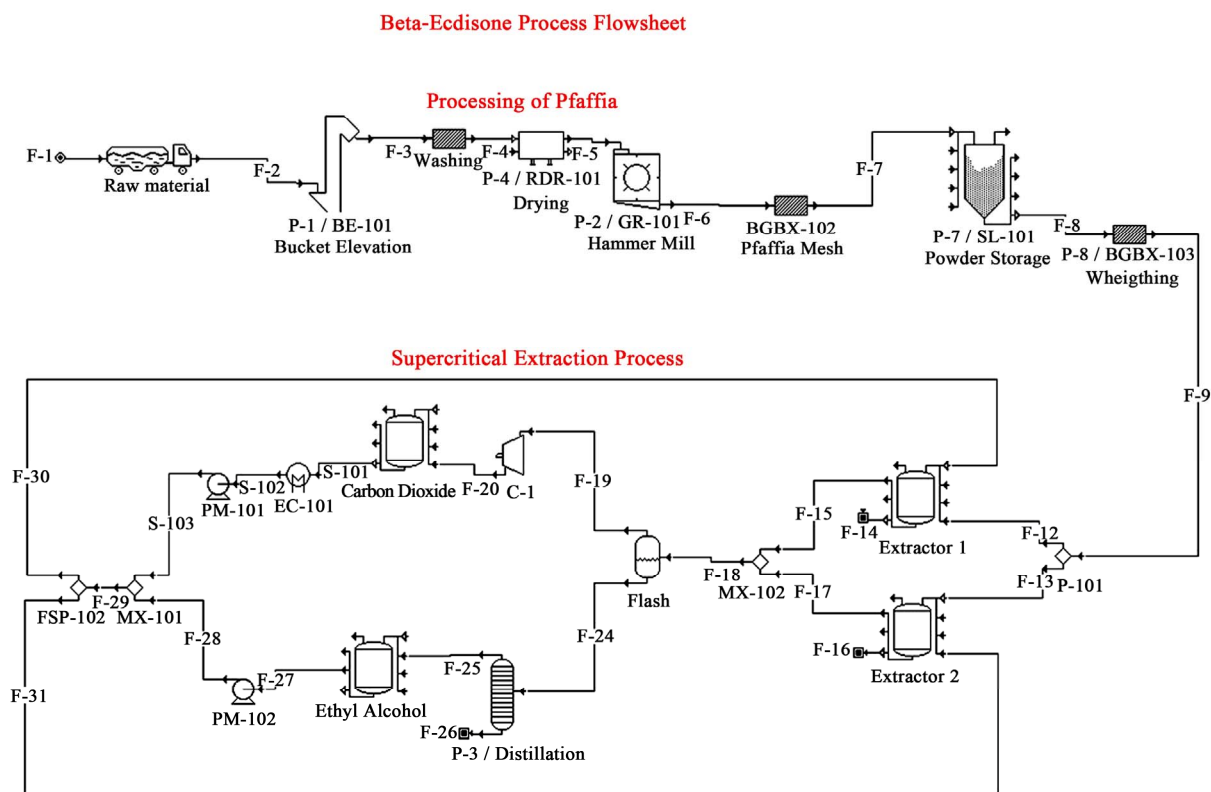 Beta-Ecdisone Process Flowsheet
Processing of Pfaffia
F-1
Raw material
F-2
P-1 / BE-101
Bucket Elevation
F-3
Washing
F-4
F-5
P-4 / RDR-101
Drying
P-2 / GR-101
Hammer Mill
F-6
BGBX-102
Pfaffia Mesh
F-7
P-7 / SL-101
Powder Storage
F-8
P-8 / BGBX-103
Wheigthing
F-9
Supercritical Extraction Process
F-30
S-103
PM-101
S-102
EC-101
S-101
Carbon Dioxide
F-20
C-1
F-19
F-15
F-14
Extractor 1
F-12
F-13
P-101
FSP-102
F-29
MX-101
F-28
Flash
F-18
MX-102
F-17
F-24
F-16
Extractor 2
F-31
PM-102
F-27
Ethyl Alcohol
F-25
F-26
P-3 / Distillation